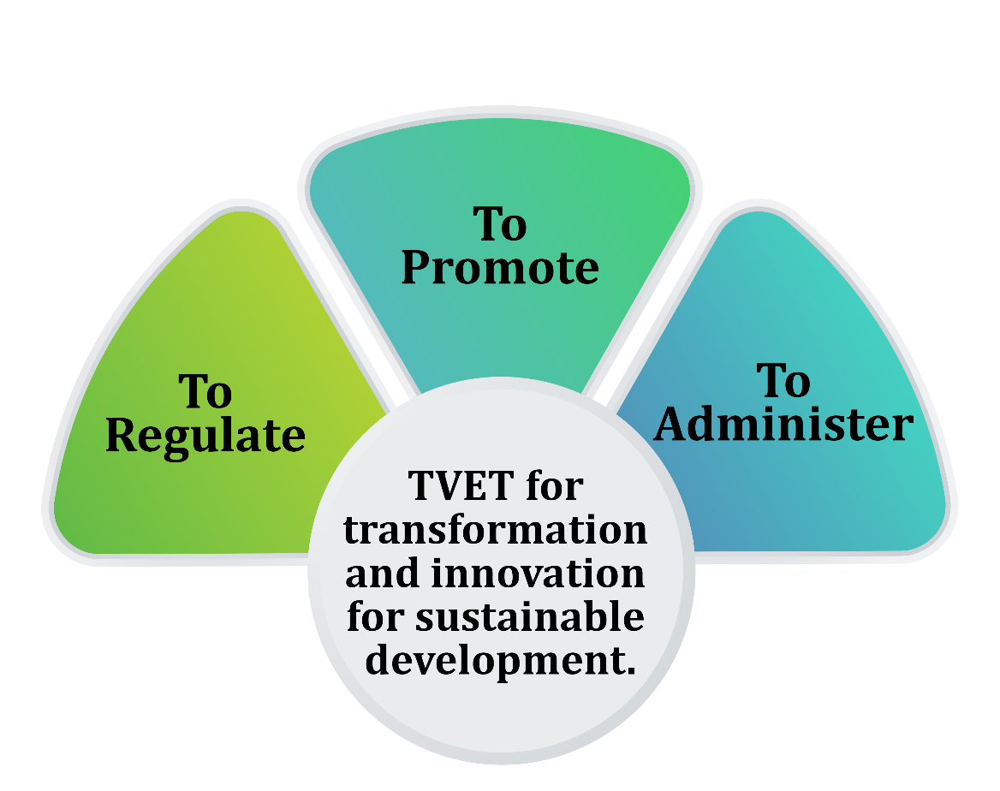 To
Promote
To
Regulate
To
Administer
TVET for
transformation
and innovation
for sustainable
development.